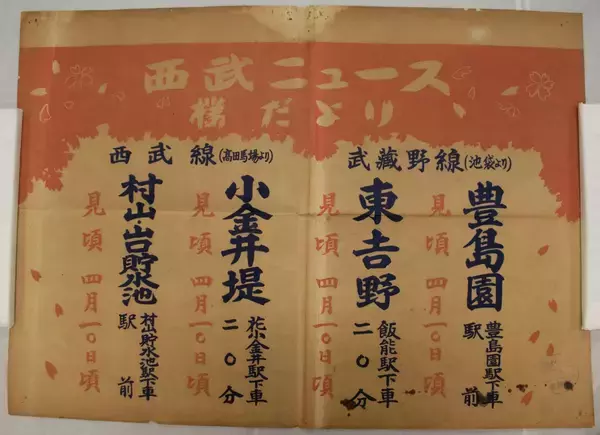 西武ニュース
桜だより
武蔵野線(池袋より)
豊島園
豊島園駅下車
駅前
見頃 四月一〇日頃
東吉野
飯能駅下車
二〇分
見頃 四月一〇日頃
西武線(高田馬場より)
小金井堤
花小金井駅下車
二〇分
見頃 四月一〇日頃
村山・山口貯水池
村山貯水池駅下車
駅前
見頃 四月一〇日頃